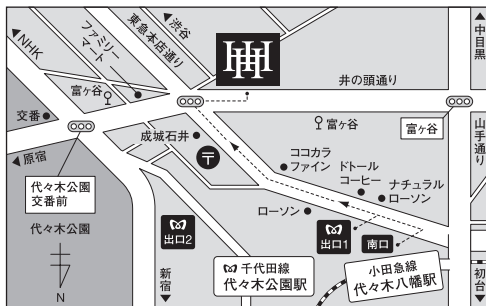 NHK
ファミリー
マート
東急本店通り
渋谷
HH
中目黒
井の頭通り
富ヶ谷
交番
富ヶ谷
富ヶ谷
山手通り
成城石井
原宿
〒
ココカラ
ファイン
ドトール
コーヒー
ナチュラル
ローソン
代々木公園
交番前
ローソン
代々木公園
出口2
出口1
南口
新宿
千代田線
代々木公園駅
小田急線
代々木八幡駅
初台
N